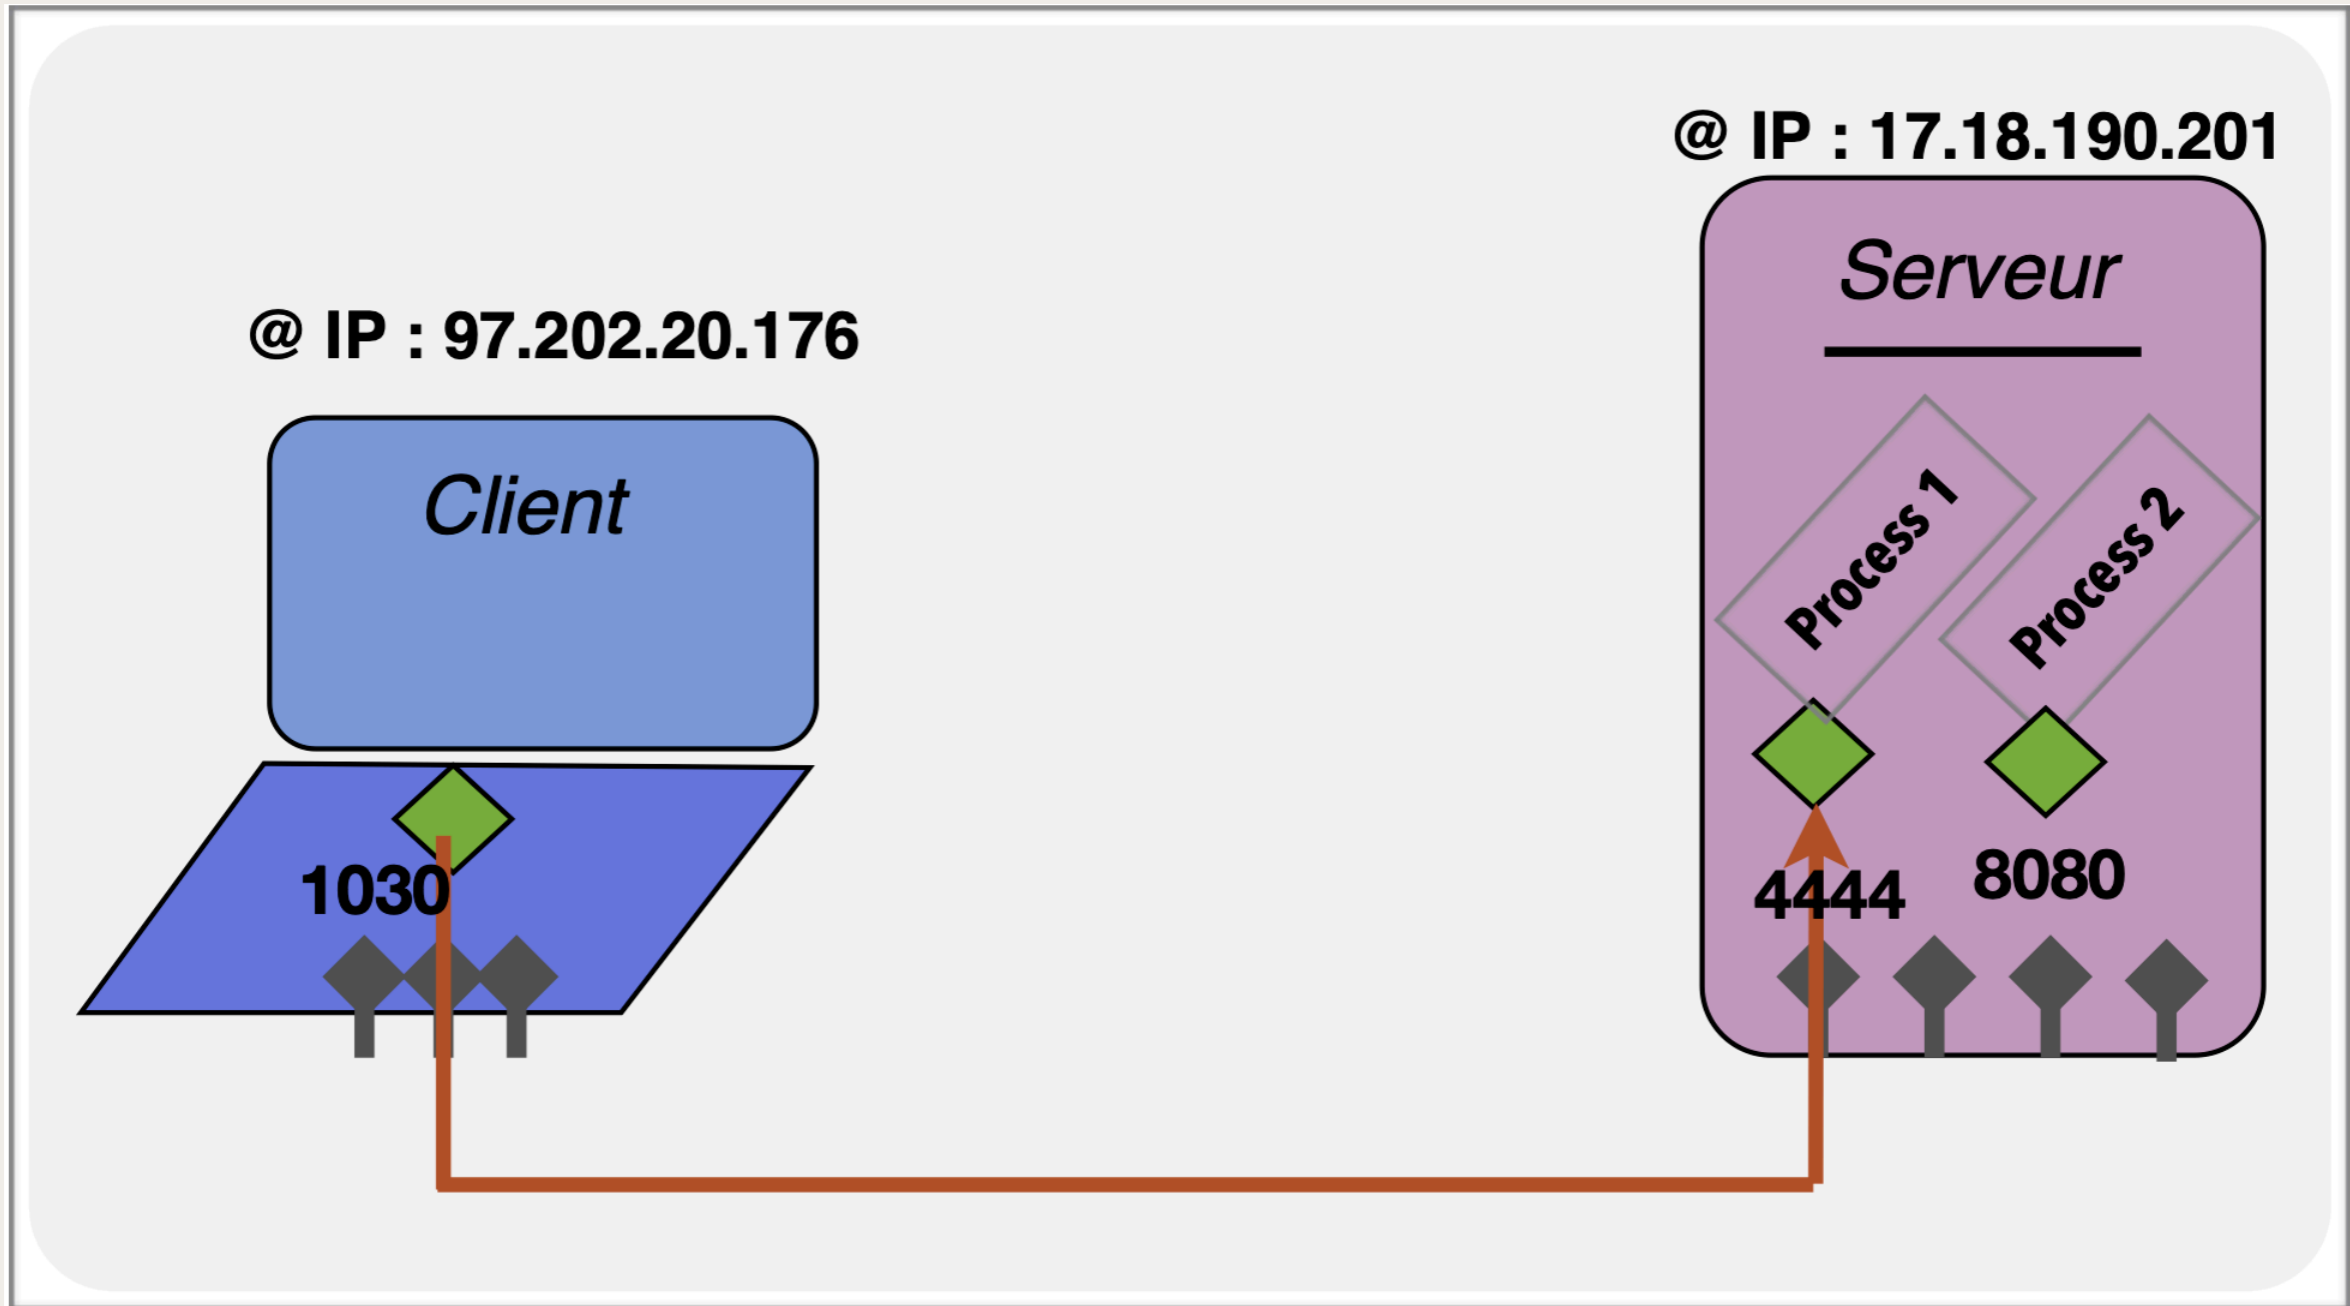 @ IP : 17.18.190.201
Serveur
@ IP : 97.202.20.176
Client
Process 1
Process 2
1030
4444
8080